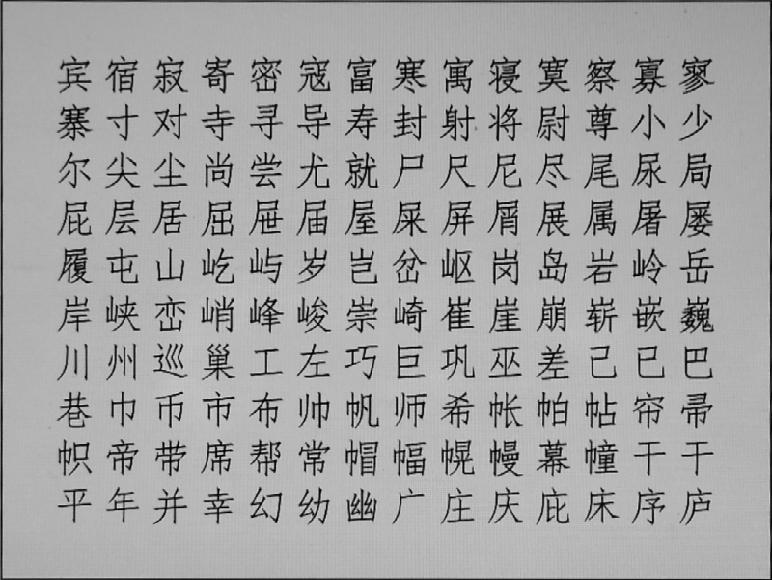 宾宿寂寄密寇富寒寓寝寞察寡寥
寨寸对寺寻导寿封射将尉尊小少
尔尖尘尚尝尤就尸尺尼尽尾尿局
屁层居屈屉届屋屎屏屑展属屠屡
履屯山屹屿岁岂岔岖岗岛岩岭岳
岸峡峦峭峰峻崇崎崔崖崩崭嵌巍
川州巡巢工左巧巨巩巫差己已巴
巷巾币市布帅帆师希帐帕帖帘帚
帜帝带席帮常帽幅幌幔幕幢干干
平年并幸幻幼幽广庄庆庇床序庐